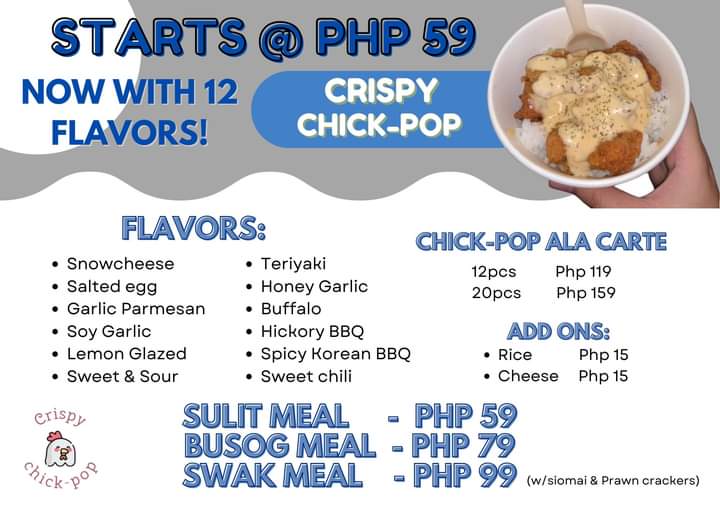 STARTS @ PHP 59
NOW WITH 12
FLAVORS!
CRISPY
CHICK-POP
FLAVORS:
• Snowcheese
• Salted egg
• Garlic Parmesan
• Soy Garlic
• Lemon Glazed
• Sweet & Sour
• Teriyaki
• Honey Garlic
• Buffalo
• Hickory BBQ
• Spicy Korean BBQ
• Sweet chili
CHICK-POP ALA CARTE
12pcs Php 119
20pcs Php 159
ADD ONS:
• Rice Php 15
• Cheese Php 15
SULIT MEAL - PHP 59
BUSOG MEAL - PHP 79
SWAK MEAL - PHP 99 (w/siomai & Prawn crackers)
Crispy
chick-pop